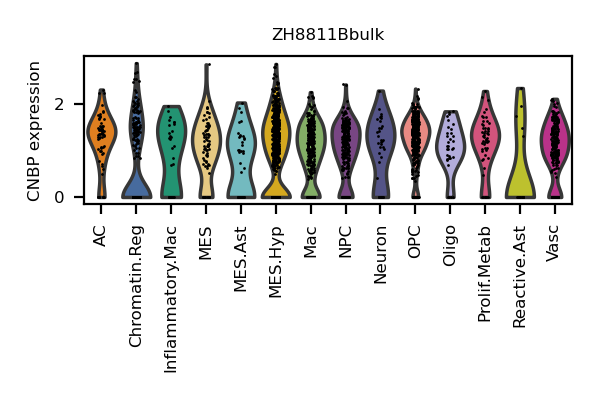 ZH8811Bbulk
CNBP expression
2
0
AC
Chromatin.Reg
Inflammatory.Mac
MES
MES.Ast
MES.Hyp
Mac
NPC
Neuron
OPC
Oligo
Prolif.Metab
Reactive.Ast
Vasc